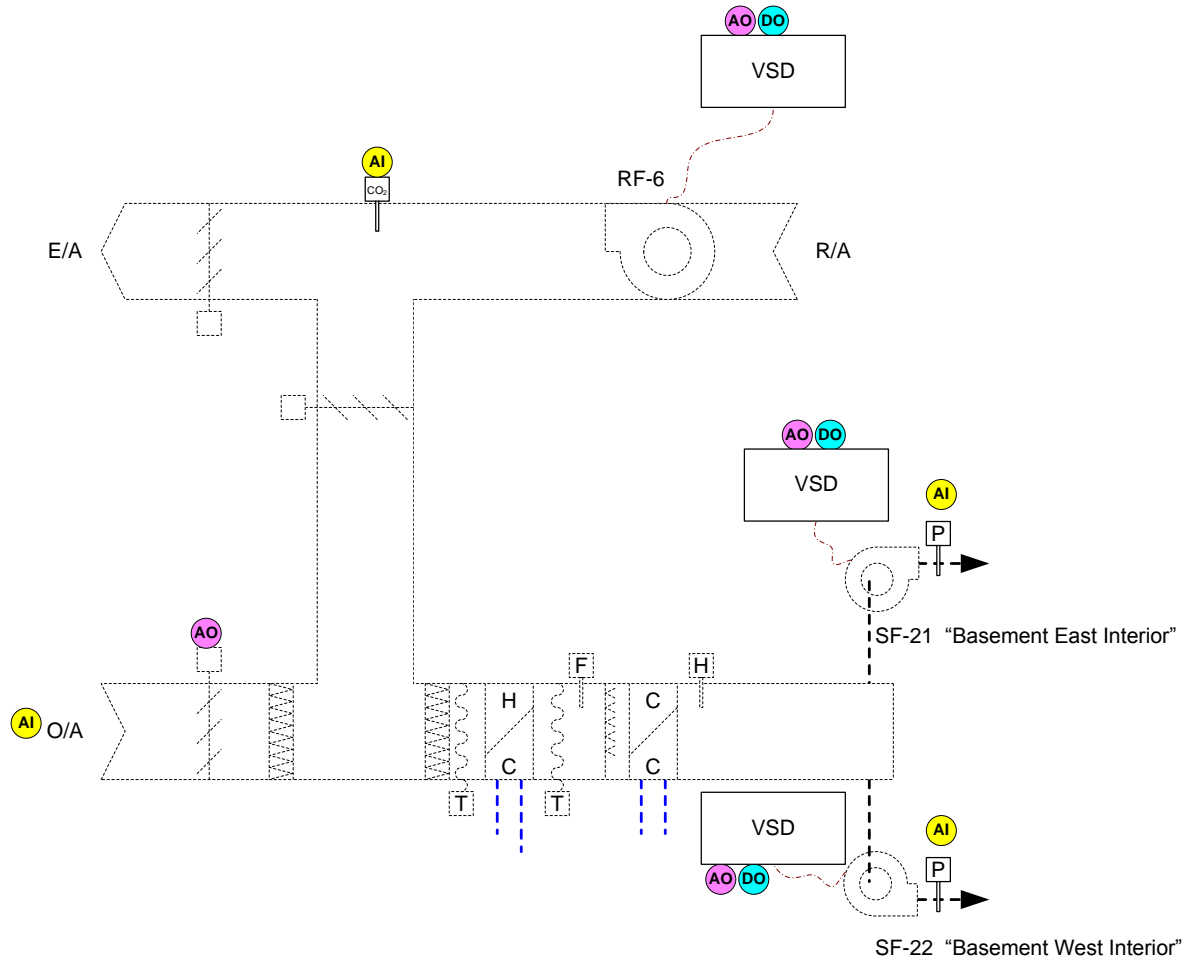 AO DO
VSD
AI
CO₂
RF-6
E/A
R/A
AO DO
VSD
AI
P
SF-21 "Basement East Interior"
AO
F
H
AI O/A
H
C
C
C
T
T
VSD
AI
P
AO DO
SF-22 "Basement West Interior"